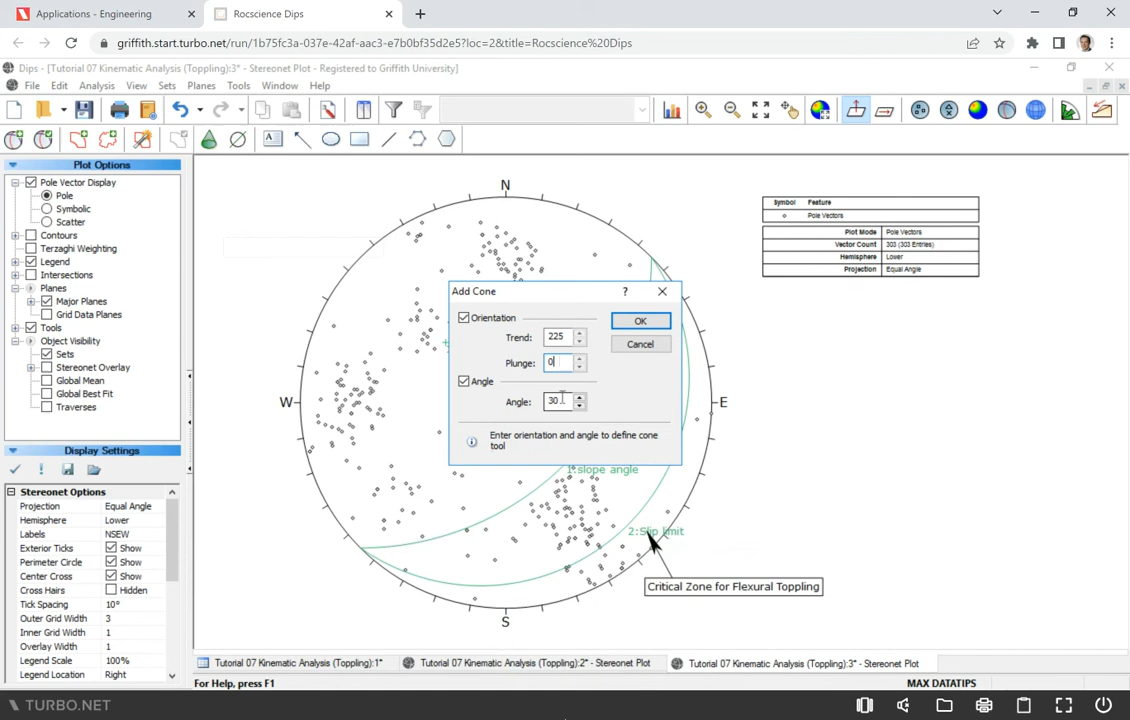 Applications - Engineering
Rocscience Dips
griffith.start.turbo.net/run/1b75fc3a-037e-42af-aac3-e7b0bf35d2e5?loc=2&title=Rocscience%20Dips
Dips - [Tutorial 07 Kinematic Analysis (Toppling):3* - Stereonet Plot - Registered to Griffith University]
File Edit Analysis View Sets Planes Tools Window Help
Plot Options
Pole Vector Display
Pole
Symbolic
Scatter
Contours
Terzaghi Weighting
Legend
Intersections
Planes
Major Planes
Grid Data Planes
Tools
Object Visibility
Sets
Stereonet Overlay
Global Mean
Global Best Fit
Traverses
Display Settings
Stereonet Options
Projection Equal Angle
Hemisphere Lower
Labels NSEW
Exterior Ticks Show
Perimeter Circle Show
Center Cross Show
Cross Hairs Hidden
Tick Spacing 10°
Outer Grid Width 3
Inner Grid Width 1
Overlay Width 1
Legend Scale 100%
Legend Location Right
N
W
E
S
1:slope angle
2:Slip limit
Critical Zone for Flexural Toppling
Add Cone
?
Orientation
Trend: 225
Plunge: 0
Angle
Angle: 30
OK
Cancel
Enter orientation and angle to define cone
tool
Symbol Feature
Pole Vectors
Plot Mode Pole Vectors
Vector Count 303 (303 Entries)
Hemisphere Lower
Projection Equal Angle
Tutorial 07 Kinematic Analysis (Toppling):1*
Tutorial 07 Kinematic Analysis (Toppling):2* - Stereonet Plot
Tutorial 07 Kinematic Analysis (Toppling):3* - Stereonet Plot
For Help, press F1
MAX DATATIPS
TURBO.NET